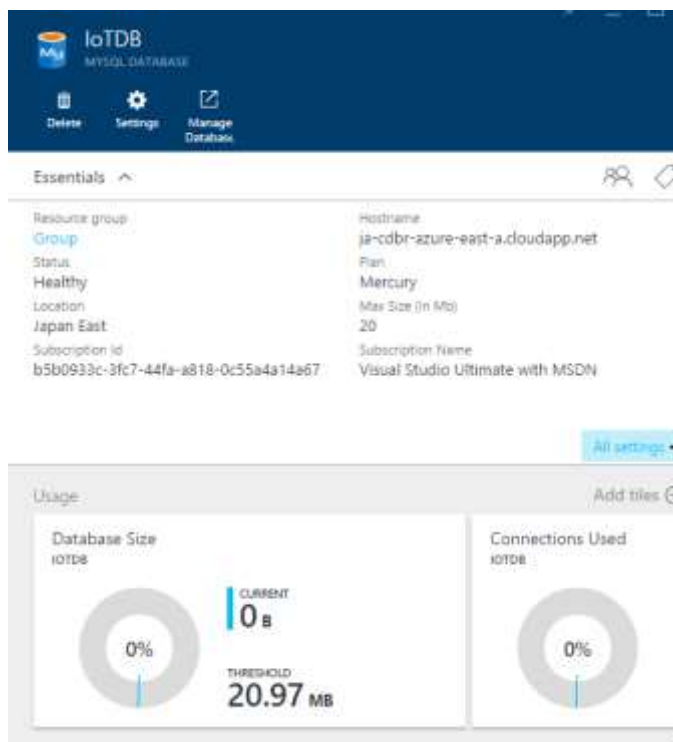 IoTDB
My
MYSQL DATABASE
Delete
Settings
Manage
Database
Essentials
Resource group
Group
Status
Healthy
Location
Japan East
Subscription Id
b5b0933c-3fc7-44fa-a818-0c55a4a14a67
Hostname
ja-cdbr-azure-east-a.cloudapp.net
Plan
Mercury
Max Size (In Mb)
20
Subscription Name
Visual Studio Ultimate with MSDN
All settings
Usage
Add tiles
Database Size
IOTDB
0%
CURRENT
0 B
THRESHOLD
20.97 MB
Connections Used
IOTDB
0%